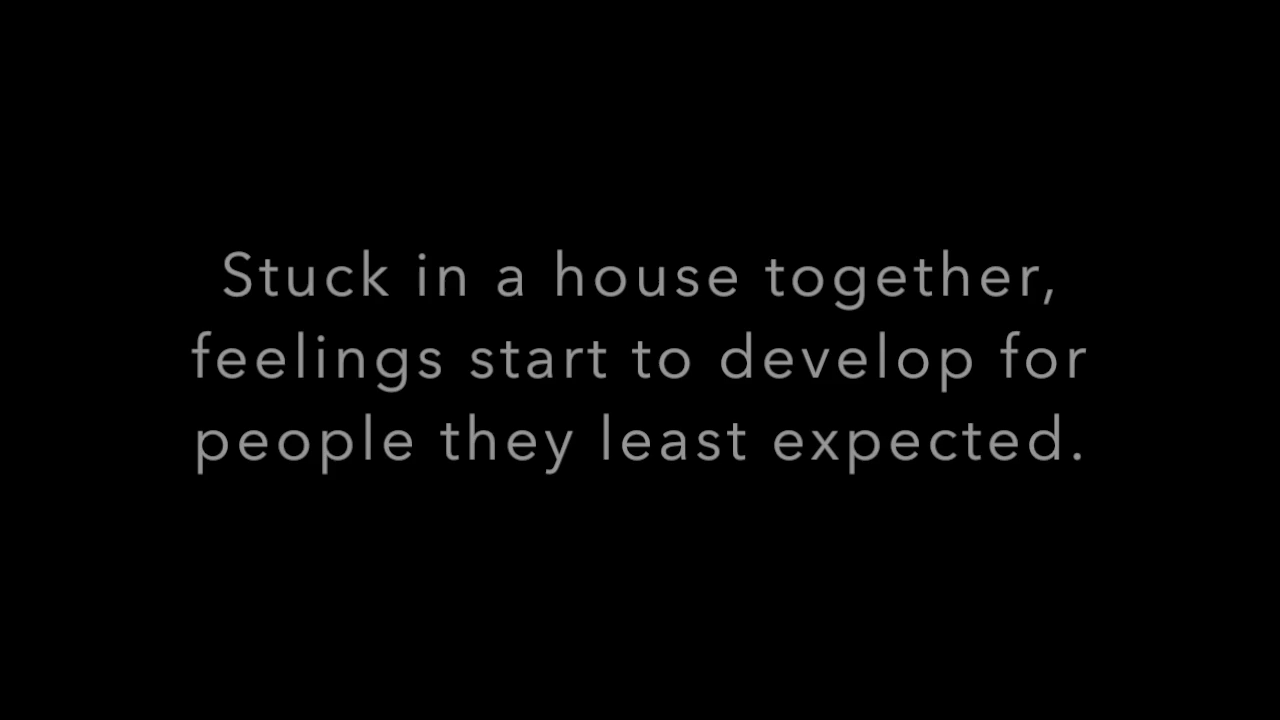 Stuck in a house together,
feelings start to develop for
people they least expected.